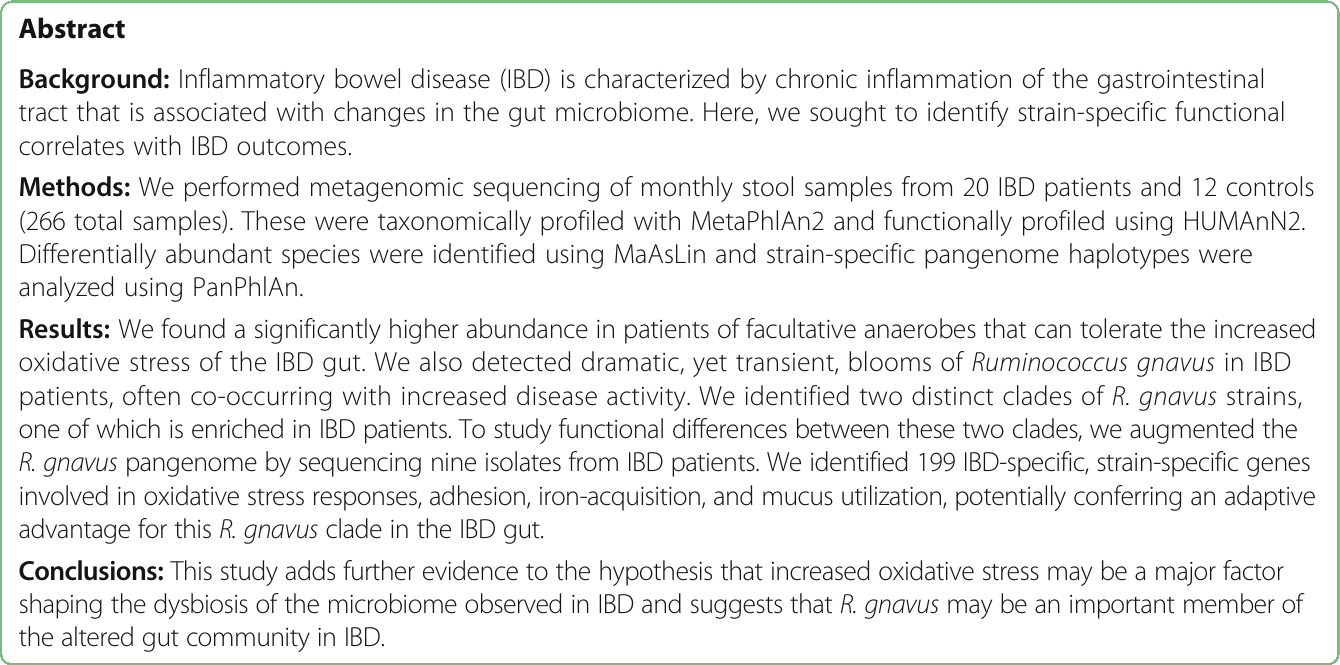 Abstract
Background: Inflammatory bowel disease (IBD) is characterized by chronic inflammation of the gastrointestinal
tract that is associated with changes in the gut microbiome. Here, we sought to identify strain-specific functional
correlates with IBD outcomes.
Methods: We performed metagenomic sequencing of monthly stool samples from 20 IBD patients and 12 controls
(266 total samples). These were taxonomically profiled with MetaPhlAn2 and functionally profiled using HUMAnN2.
Differentially abundant species were identified using MaAsLin and strain-specific pangenome haplotypes were
analyzed using PanPhlAn.
Results: We found a significantly higher abundance in patients of facultative anaerobes that can tolerate the increased
oxidative stress of the IBD gut. We also detected dramatic, yet transient, blooms of Ruminococcus gnavus in IBD
patients, often co-occurring with increased disease activity. We identified two distinct clades of R. gnavus strains,
one of which is enriched in IBD patients. To study functional differences between these two clades, we augmented the
R. gnavus pangenome by sequencing nine isolates from IBD patients. We identified 199 IBD-specific, strain-specific genes
involved in oxidative stress responses, adhesion, iron-acquisition, and mucus utilization, potentially conferring an adaptive
advantage for this R. gnavus clade in the IBD gut.
Conclusions: This study adds further evidence to the hypothesis that increased oxidative stress may be a major factor
shaping the dysbiosis of the microbiome observed in IBD and suggests that R. gnavus may be an important member of
the altered gut community in IBD.